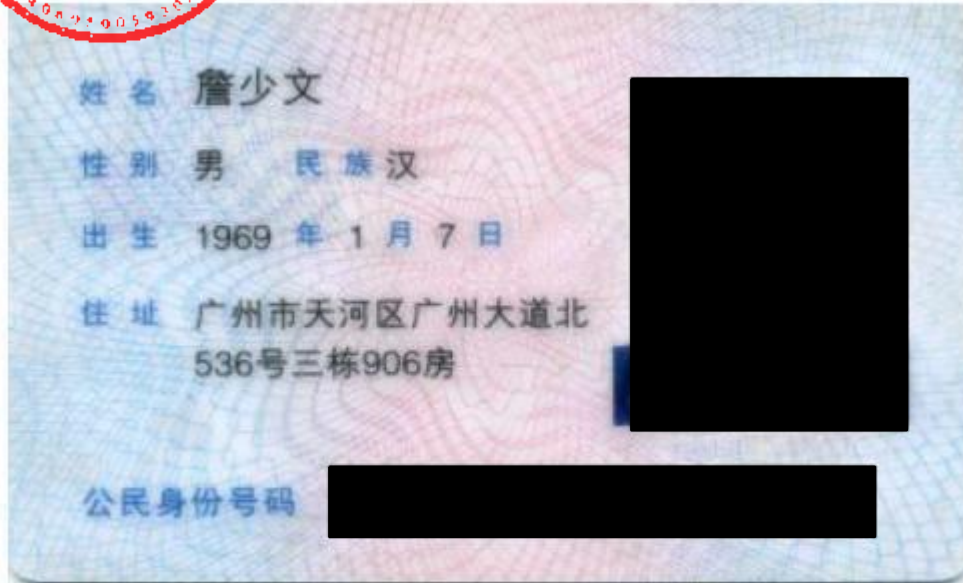 姓名 詹少文
性别 男 民族 汉
出生 1969 年 1 月 7 日
住址 广州市天河区广州大道北
536号三栋906房
公民身份号码